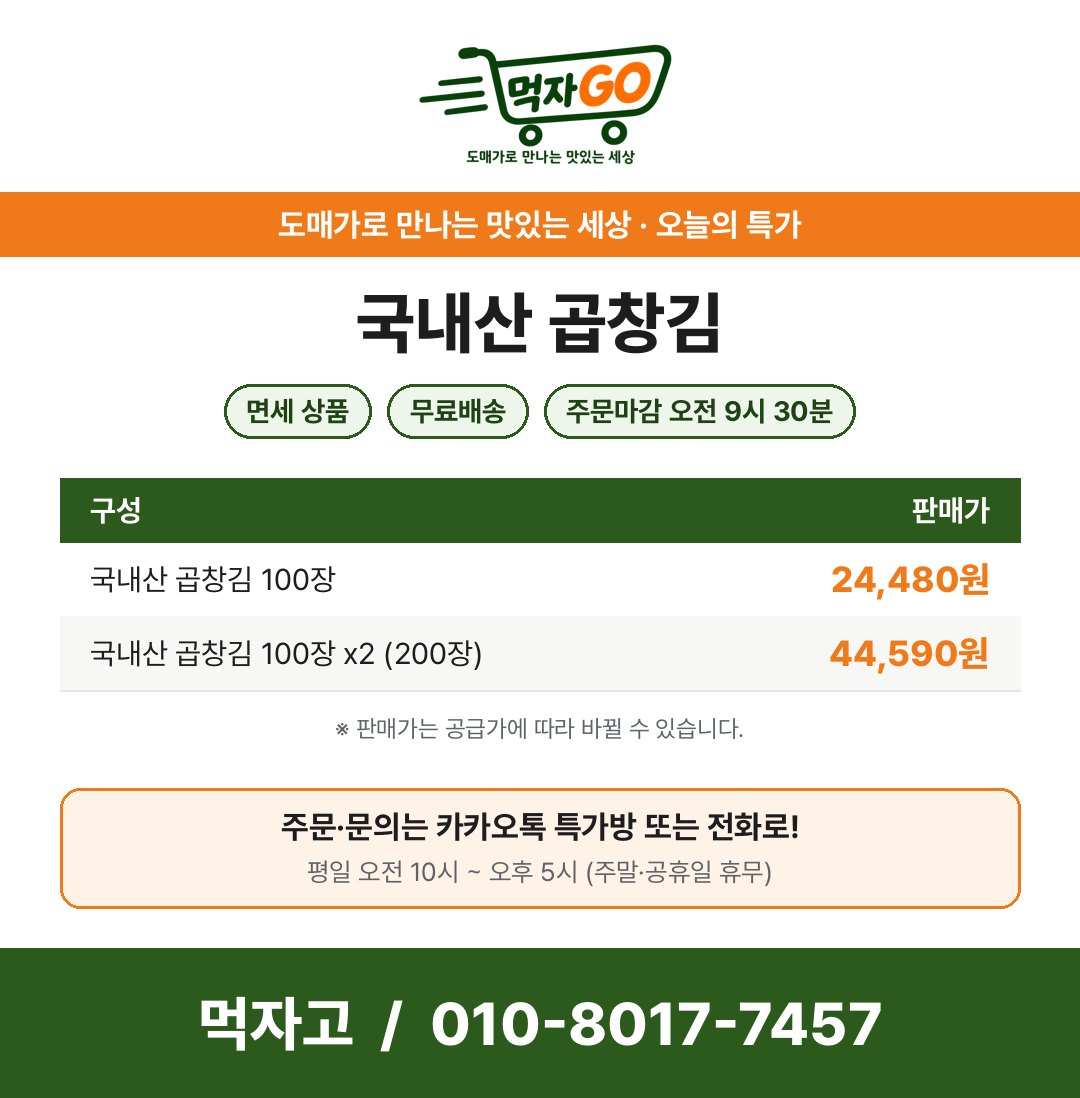 먹자GO
도매가로 만나는 맛있는 세상
도매가로 만나는 맛있는 세상 · 오늘의 특가
국내산 곱창김
면세 상품 무료배송 주문마감 오전 9시 30분
구성 판매가
국내산 곱창김 100장 24,480원
국내산 곱창김 100장 x2 (200장) 44,590원
※ 판매가는 공급가에 따라 바뀔 수 있습니다.
주문·문의는 카카오톡 특가방 또는 전화로!
평일 오전 10시 ~ 오후 5시 (주말·공휴일 휴무)
먹자고 / 010-8017-7457